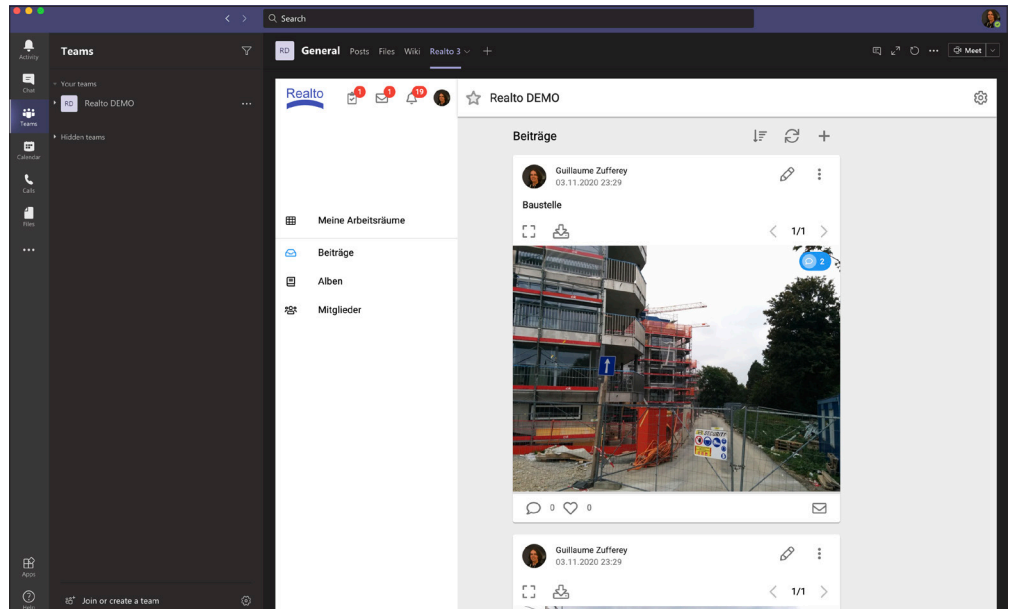 Search
Activity
Chat
Teams
Calendar
Calls
Files
Apps
Help
Teams
Your teams
RD Realto DEMO
Hidden teams
Join or create a team
RD General Posts Files Wiki Realto 3
Meet
Realto
1
1
19
Meine Arbeitsräume
Beiträge
Alben
Mitglieder
Realto DEMO
Beiträge
Guillaume Zufferey
03.11.2020 23:29
Baustelle
1/1
2
SECURITY
0 0
Guillaume Zufferey
03.11.2020 23:29
1/1